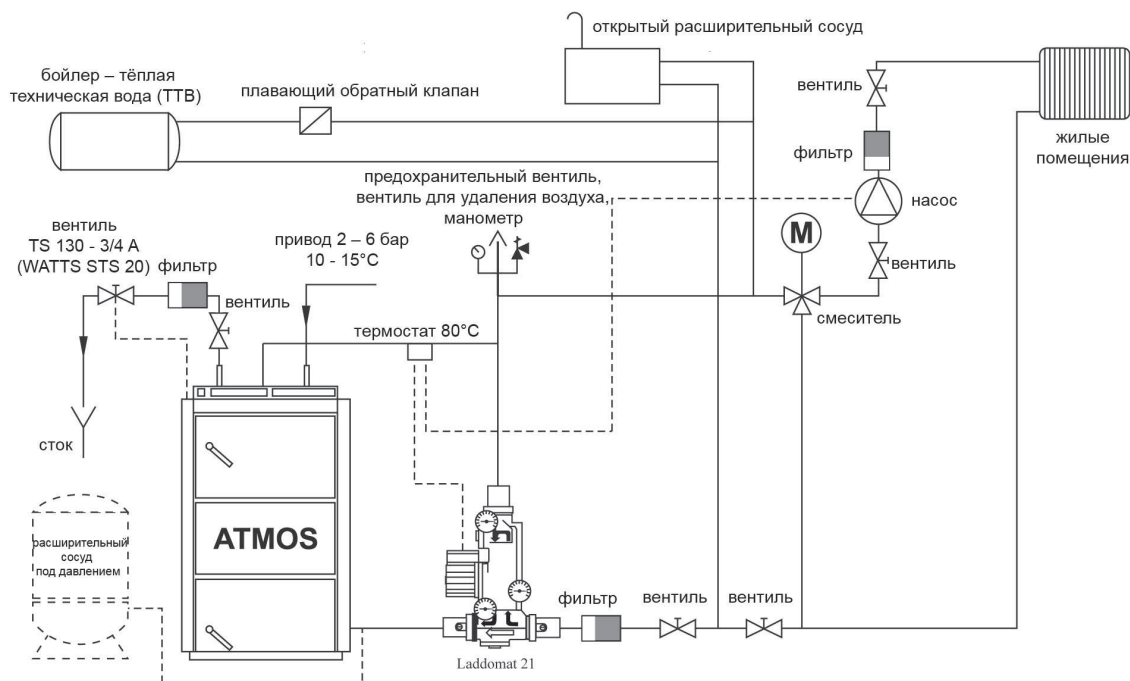 открытый расширительный сосуд
бойлер – тёплая
техническая вода (ТТВ)
плавающий обратный клапан
вентиль
фильтр
жилые
помещения
предохранительный вентиль,
вентиль для удаления воздуха,
манометр
насос
вентиль
TS 130 - 3/4 A
(WATTS STS 20)
фильтр
привод 2 – 6 бар
10 - 15°C
M
вентиль
вентиль
смеситель
термостат 80°C
сток
ATMOS
расширительный
сосуд
под давлением
фильтр
вентиль
вентиль
Laddomat 21